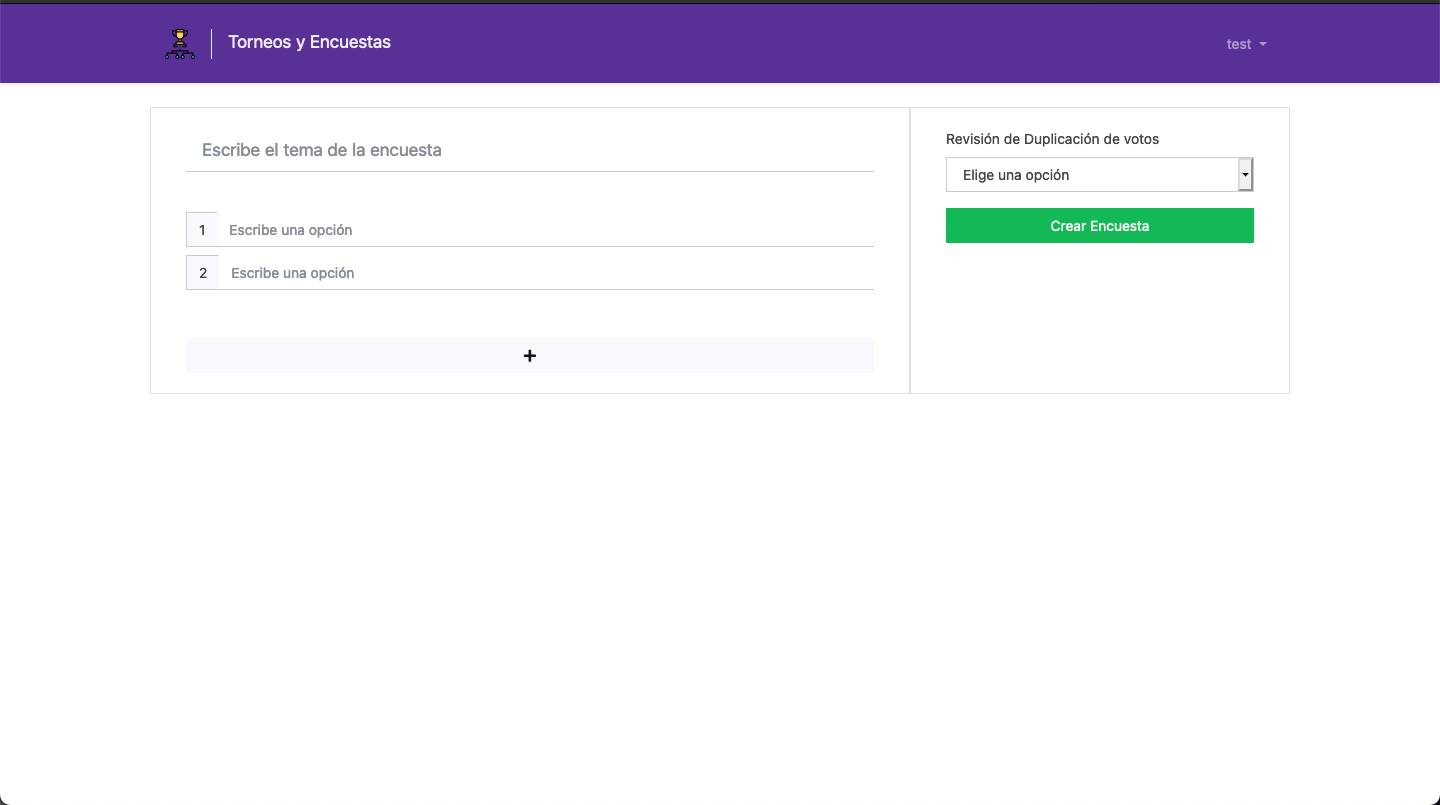 Torneos y Encuestas
test
Escribe el tema de la encuesta
1 Escribe una opción
2 Escribe una opción
+
Revisión de Duplicación de votos
Elige una opción
Crear Encuesta